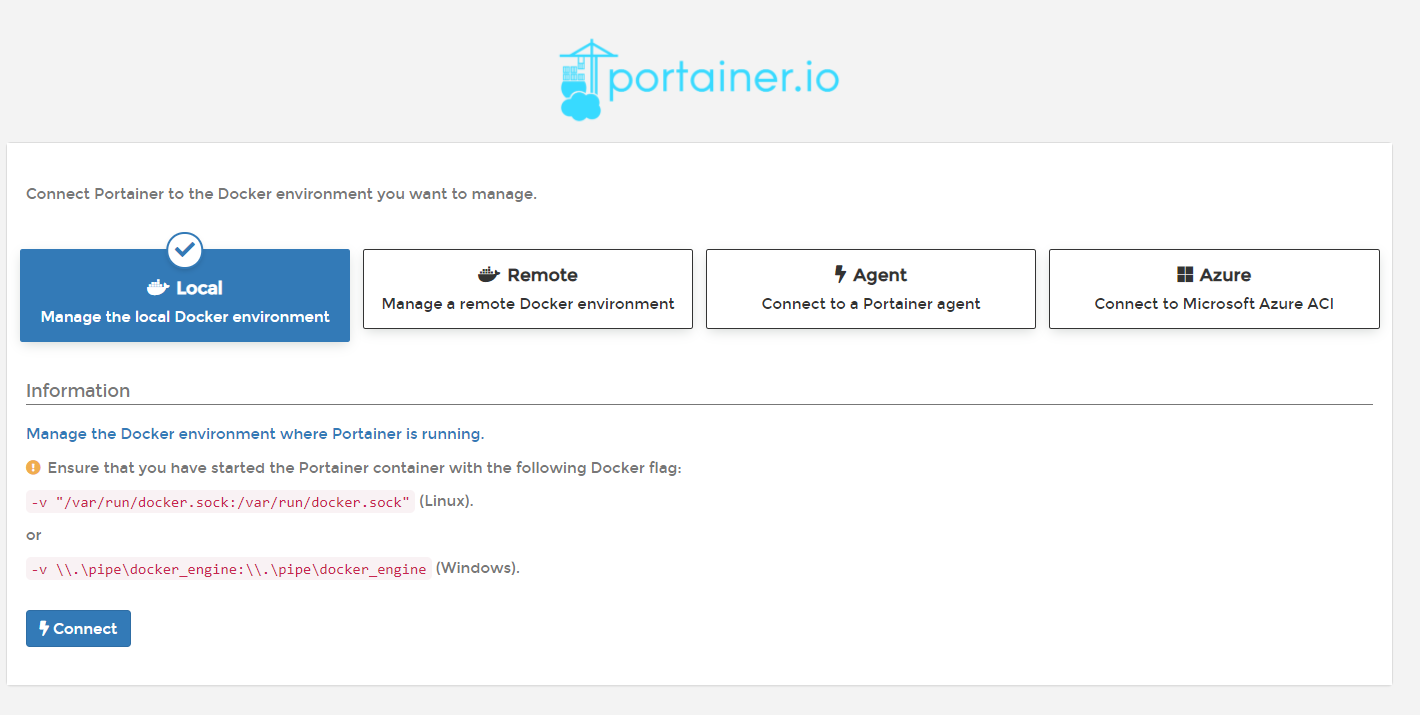 portainer.io
Connect Portainer to the Docker environment you want to manage.
Local
Manage the local Docker environment
Remote
Manage a remote Docker environment
Agent
Connect to a Portainer agent
Azure
Connect to Microsoft Azure ACI
Information
Manage the Docker environment where Portainer is running.
Ensure that you have started the Portainer container with the following Docker flag:
-v "/var/run/docker.sock:/var/run/docker.sock" (Linux).
or
-v \\.\pipe\docker_engine:\\.\pipe\docker_engine (Windows).
Connect